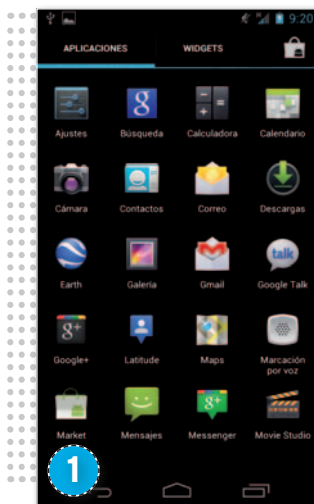 9:20
APLICACIONES WIDGETS
Ajustes Búsqueda Calculadora Calendario
Cámara Contactos Correo Descargas
talk
Earth Galería Gmail Google Talk
Google+ Latitude Maps Marcación
por voz
Market Mensajes Messenger Movie Studio
1